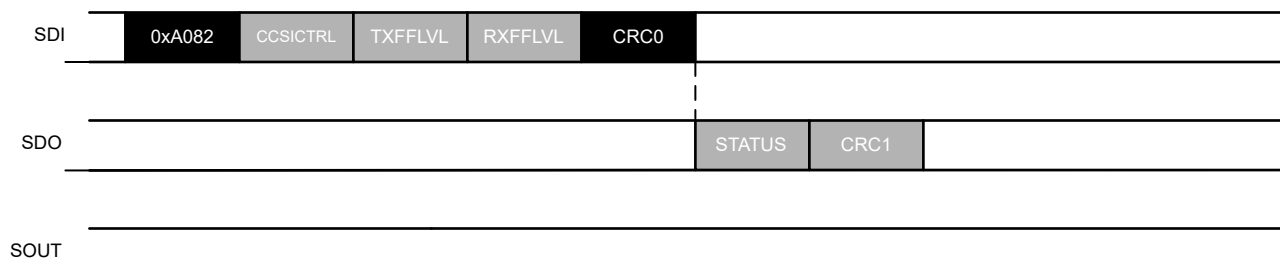 SDI 0xA082 CCSICTRL TXFFLVL RXFFLVL CRC0
SDO STATUS CRC1
SOUT